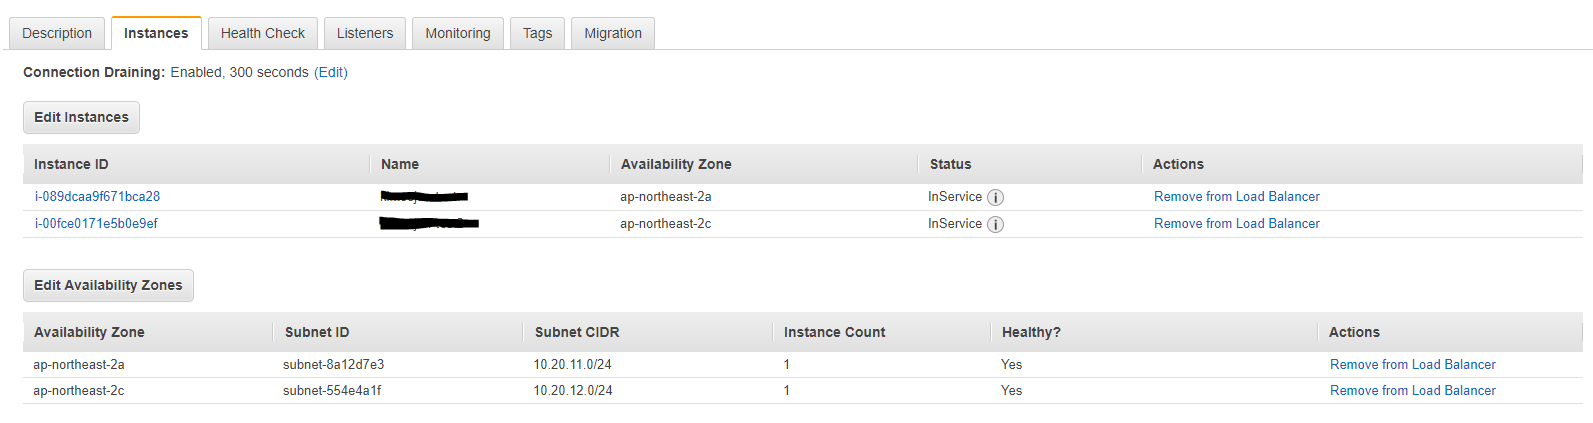 Description Instances Health Check Listeners Monitoring Tags Migration
Connection Draining: Enabled, 300 seconds (Edit)
Edit Instances
Instance ID Name Availability Zone Status Actions
i-089dcaa9f671bca28 ap-northeast-2a InService i Remove from Load Balancer
i-00fce0171e5b0e9ef ap-northeast-2c InService i Remove from Load Balancer
Edit Availability Zones
Availability Zone Subnet ID Subnet CIDR Instance Count Healthy? Actions
ap-northeast-2a subnet-8a12d7e3 10.20.11.0/24 1 Yes Remove from Load Balancer
ap-northeast-2c subnet-554e4a1f 10.20.12.0/24 1 Yes Remove from Load Balancer